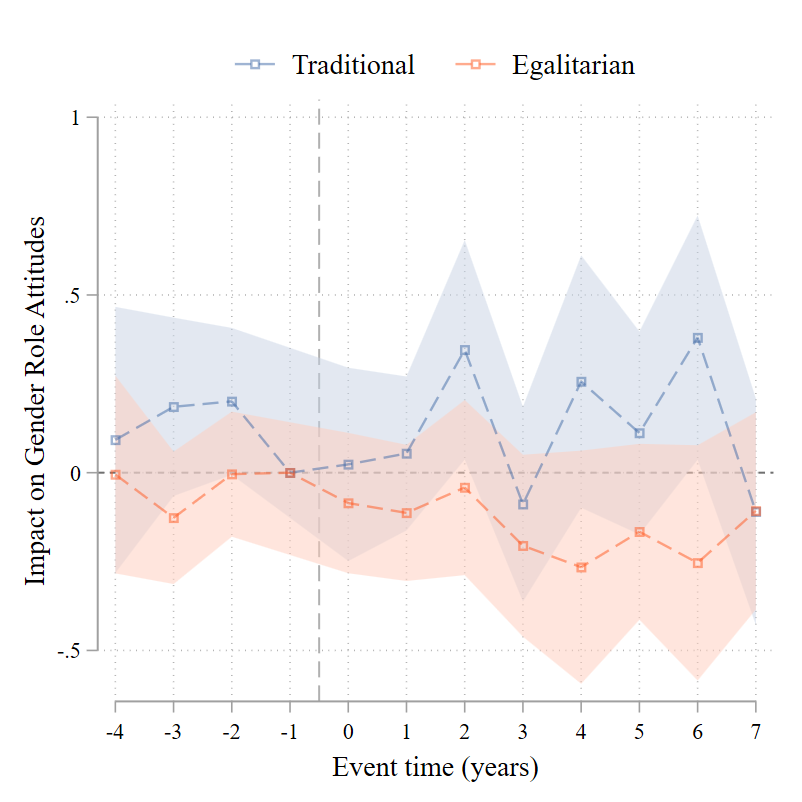 Traditional Egalitarian
Impact on Gender Role Attitudes
1
.5
0
-.5
-4 -3 -2 -1 0 1 2 3 4 5 6 7
Event time (years)